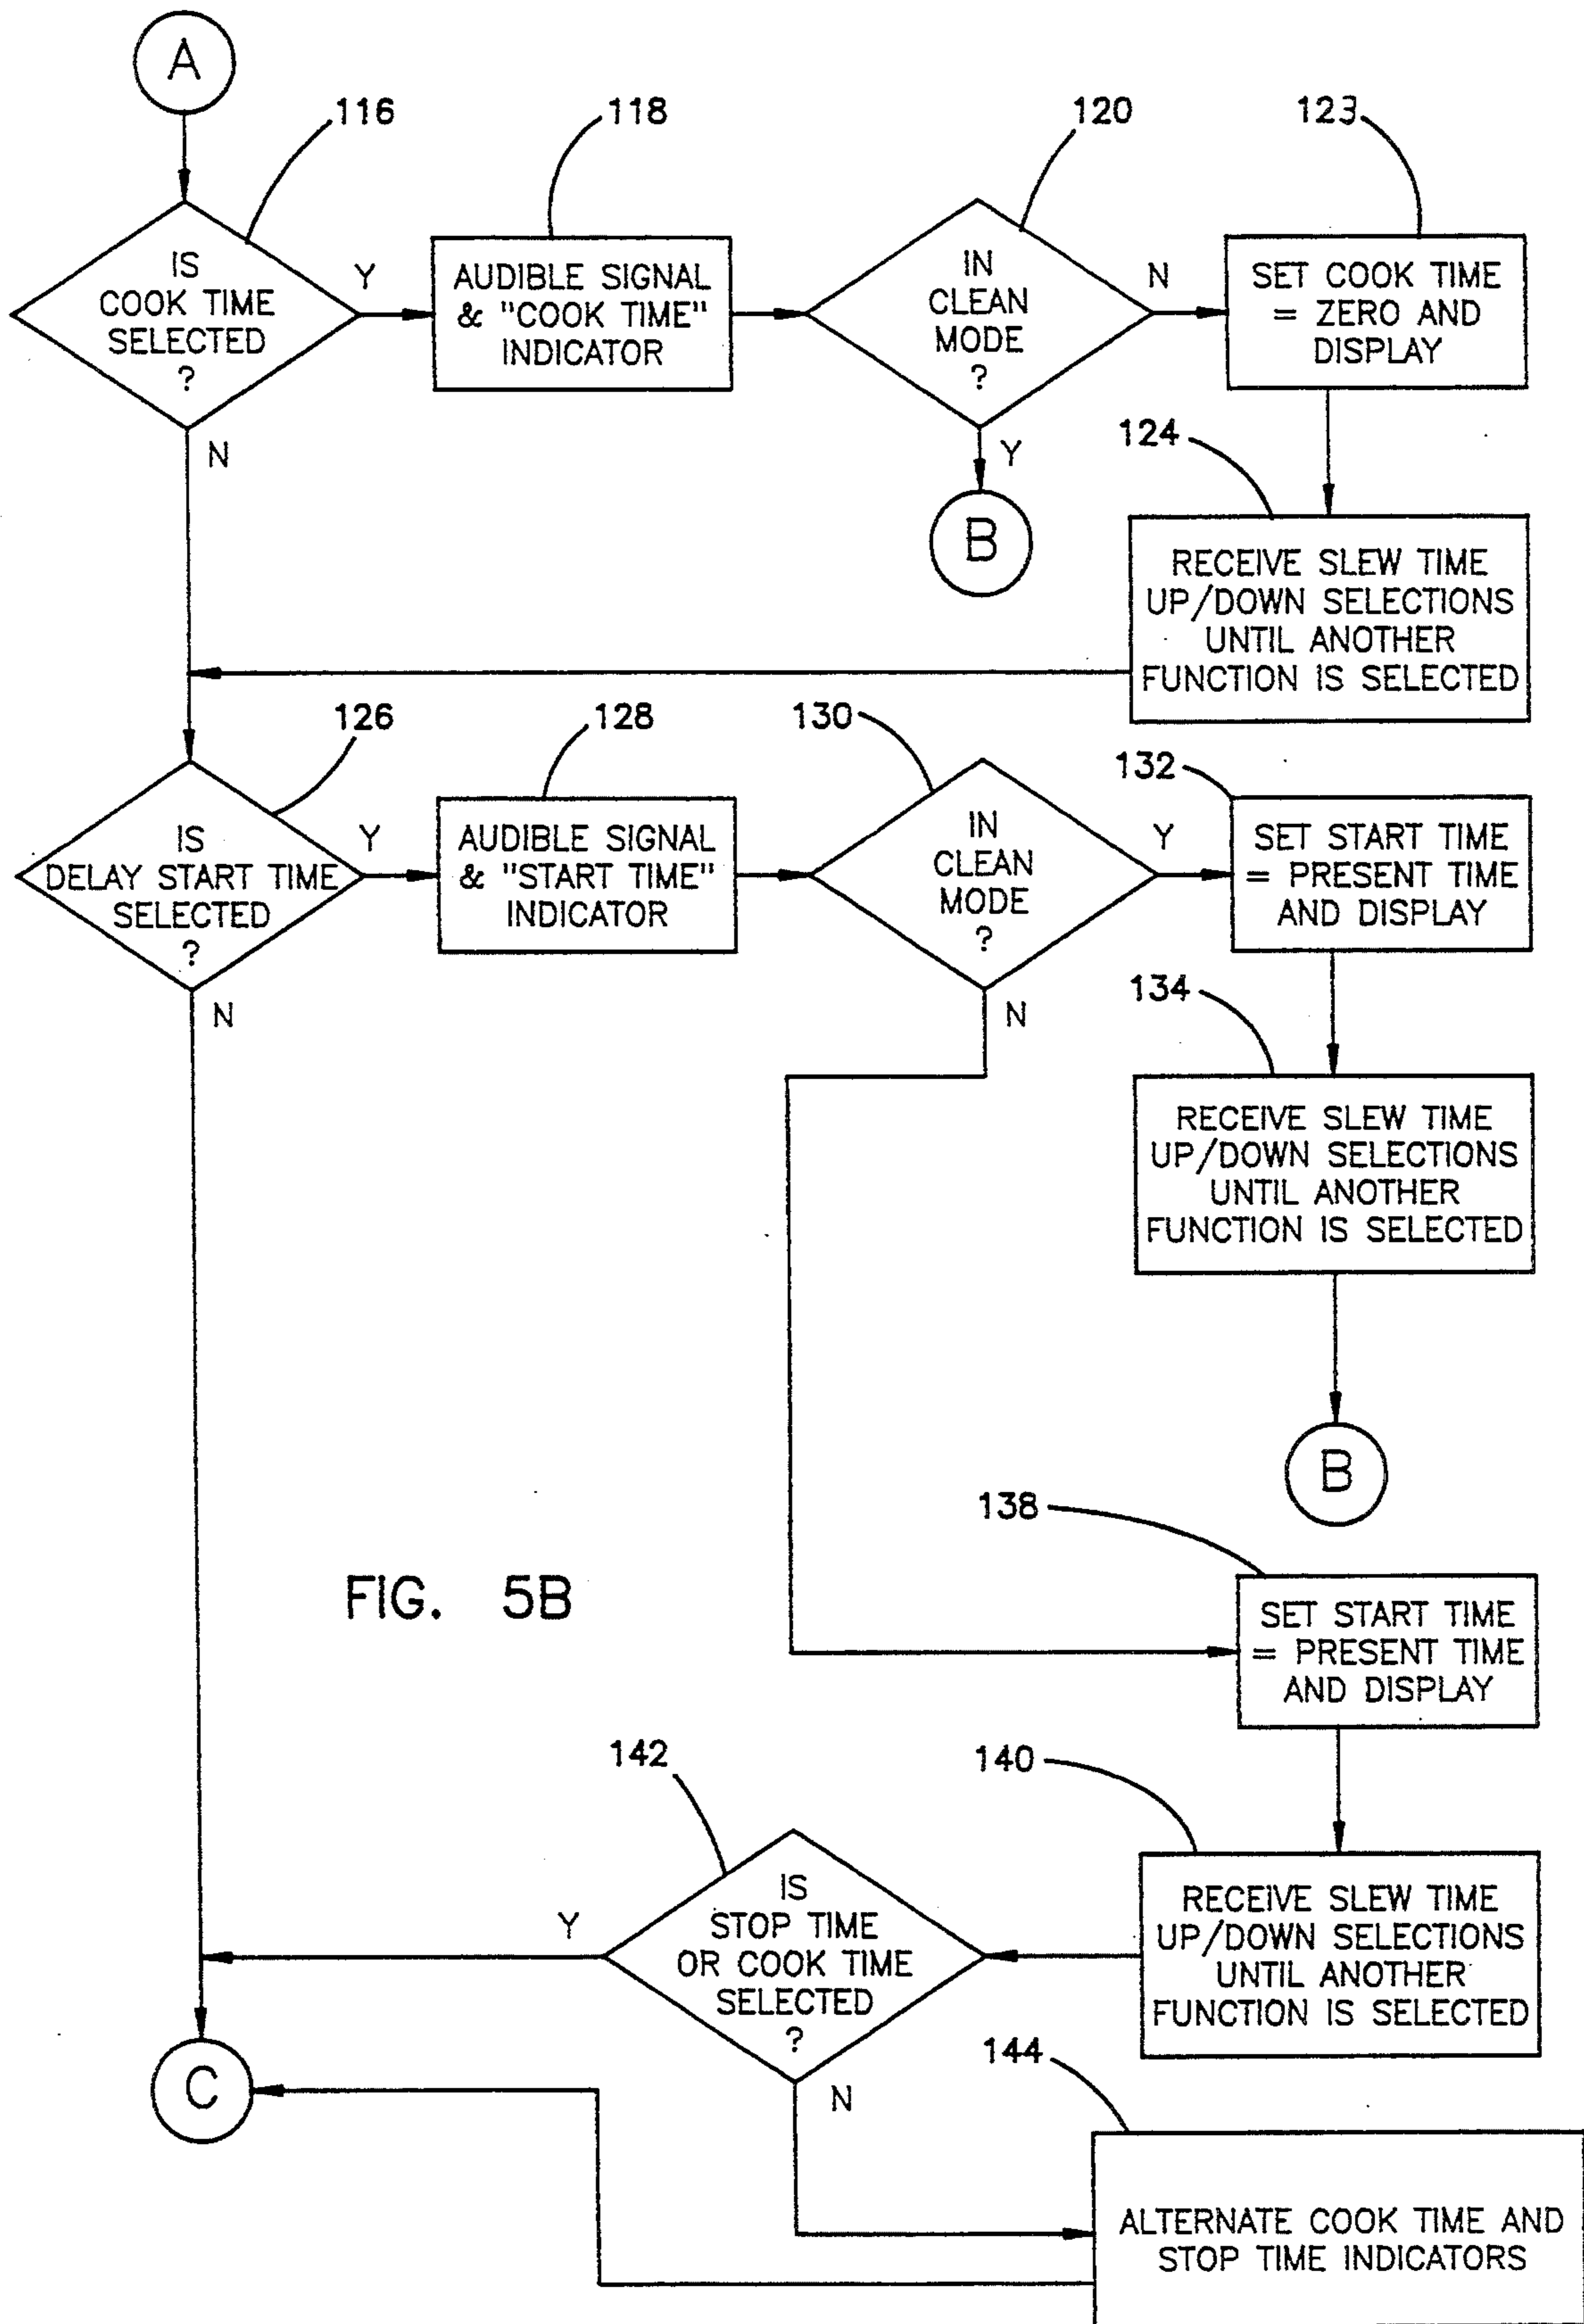 A
116
118
120
123
IS
COOK TIME
SELECTED
?
Y
AUDIBLE SIGNAL
& "COOK TIME"
INDICATOR
IN
CLEAN
MODE
?
N
SET COOK TIME
= ZERO AND
DISPLAY
N
Y
B
124
RECEIVE SLEW TIME
UP/DOWN SELECTIONS
UNTIL ANOTHER
FUNCTION IS SELECTED
126
128
130
132
IS
DELAY START TIME
SELECTED
?
Y
AUDIBLE SIGNAL
& "START TIME"
INDICATOR
IN
CLEAN
MODE
?
Y
SET START TIME
= PRESENT TIME
AND DISPLAY
N
N
134
RECEIVE SLEW TIME
UP/DOWN SELECTIONS
UNTIL ANOTHER
FUNCTION IS SELECTED
B
138
FIG. 5B
SET START TIME
= PRESENT TIME
AND DISPLAY
142
140
IS
STOP TIME
OR COOK TIME
SELECTED
?
Y
RECEIVE SLEW TIME
UP/DOWN SELECTIONS
UNTIL ANOTHER
FUNCTION IS SELECTED
C
N
144
ALTERNATE COOK TIME AND
STOP TIME INDICATORS